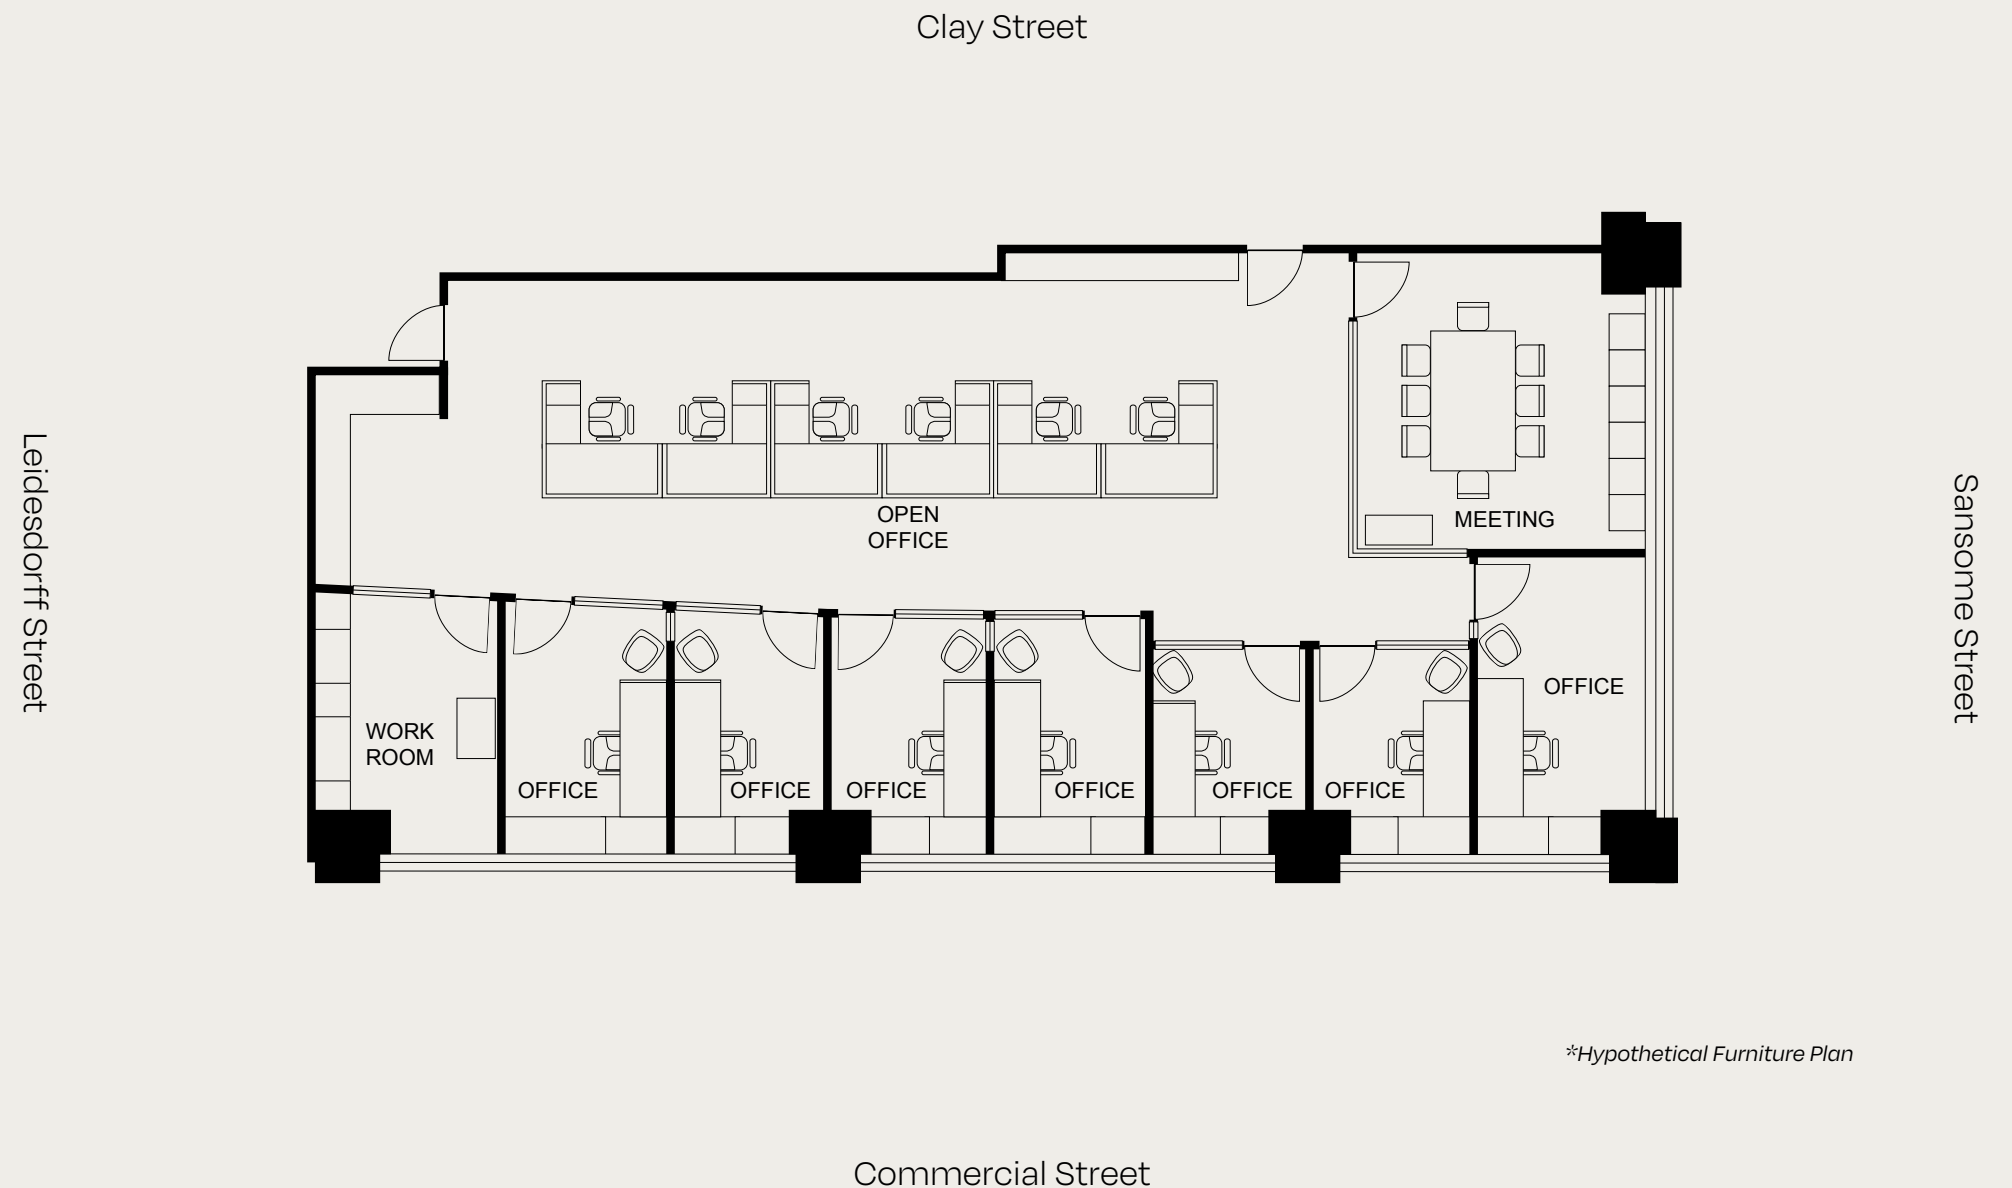 Clay Street
Leidesdorff Street
OPEN
OFFICE
MEETING
Sansome Street
OFFICE
WORK
ROOM
OFFICE
OFFICE
OFFICE
OFFICE
OFFICE
OFFICE
*Hypothetical Furniture Plan
Commercial Street